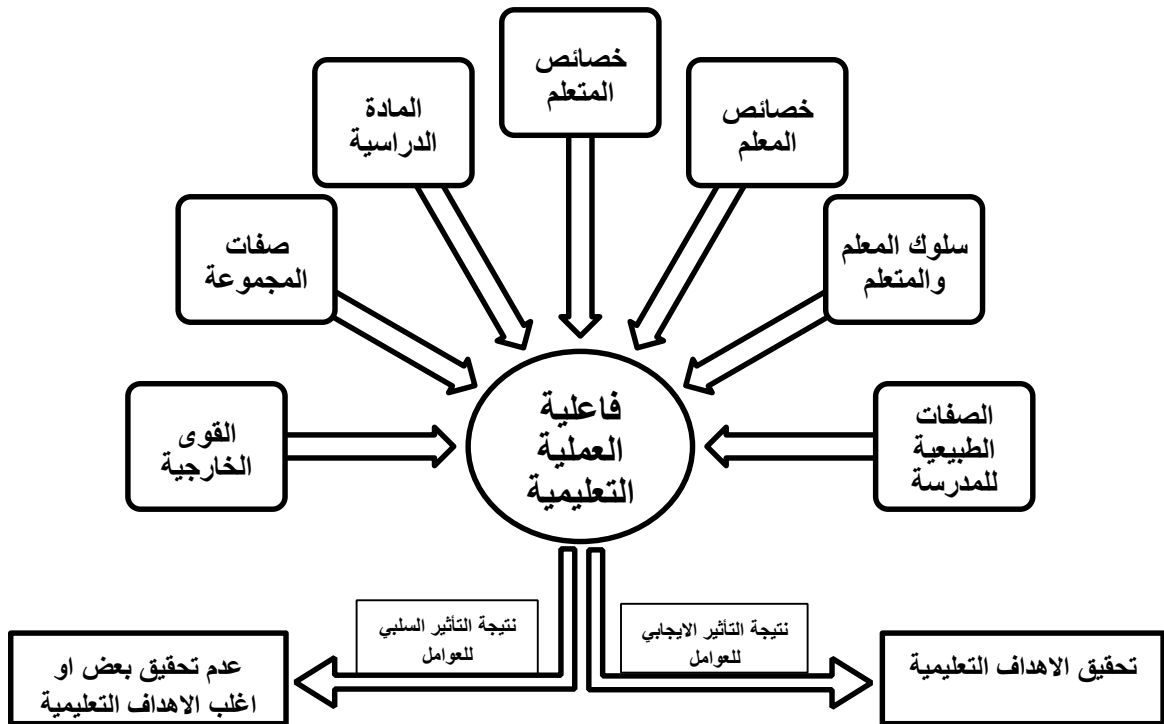 خصائص
المتعلم
خصائص
المعلم
المادة
الدراسية
سلوك المعلم
والمتعلم
صفات
المجموعة
الصفات
الطبيعية
للمدرسة
القوى
الخارجية
فاعلية
العملية
التعليمية
نتيجة التأثير الايجابي
للعوامل
نتيجة التأثير السلبي
للعوامل
تحقيق الاهداف التعليمية
عدم تحقيق بعض او
اغلب الاهداف التعليمية